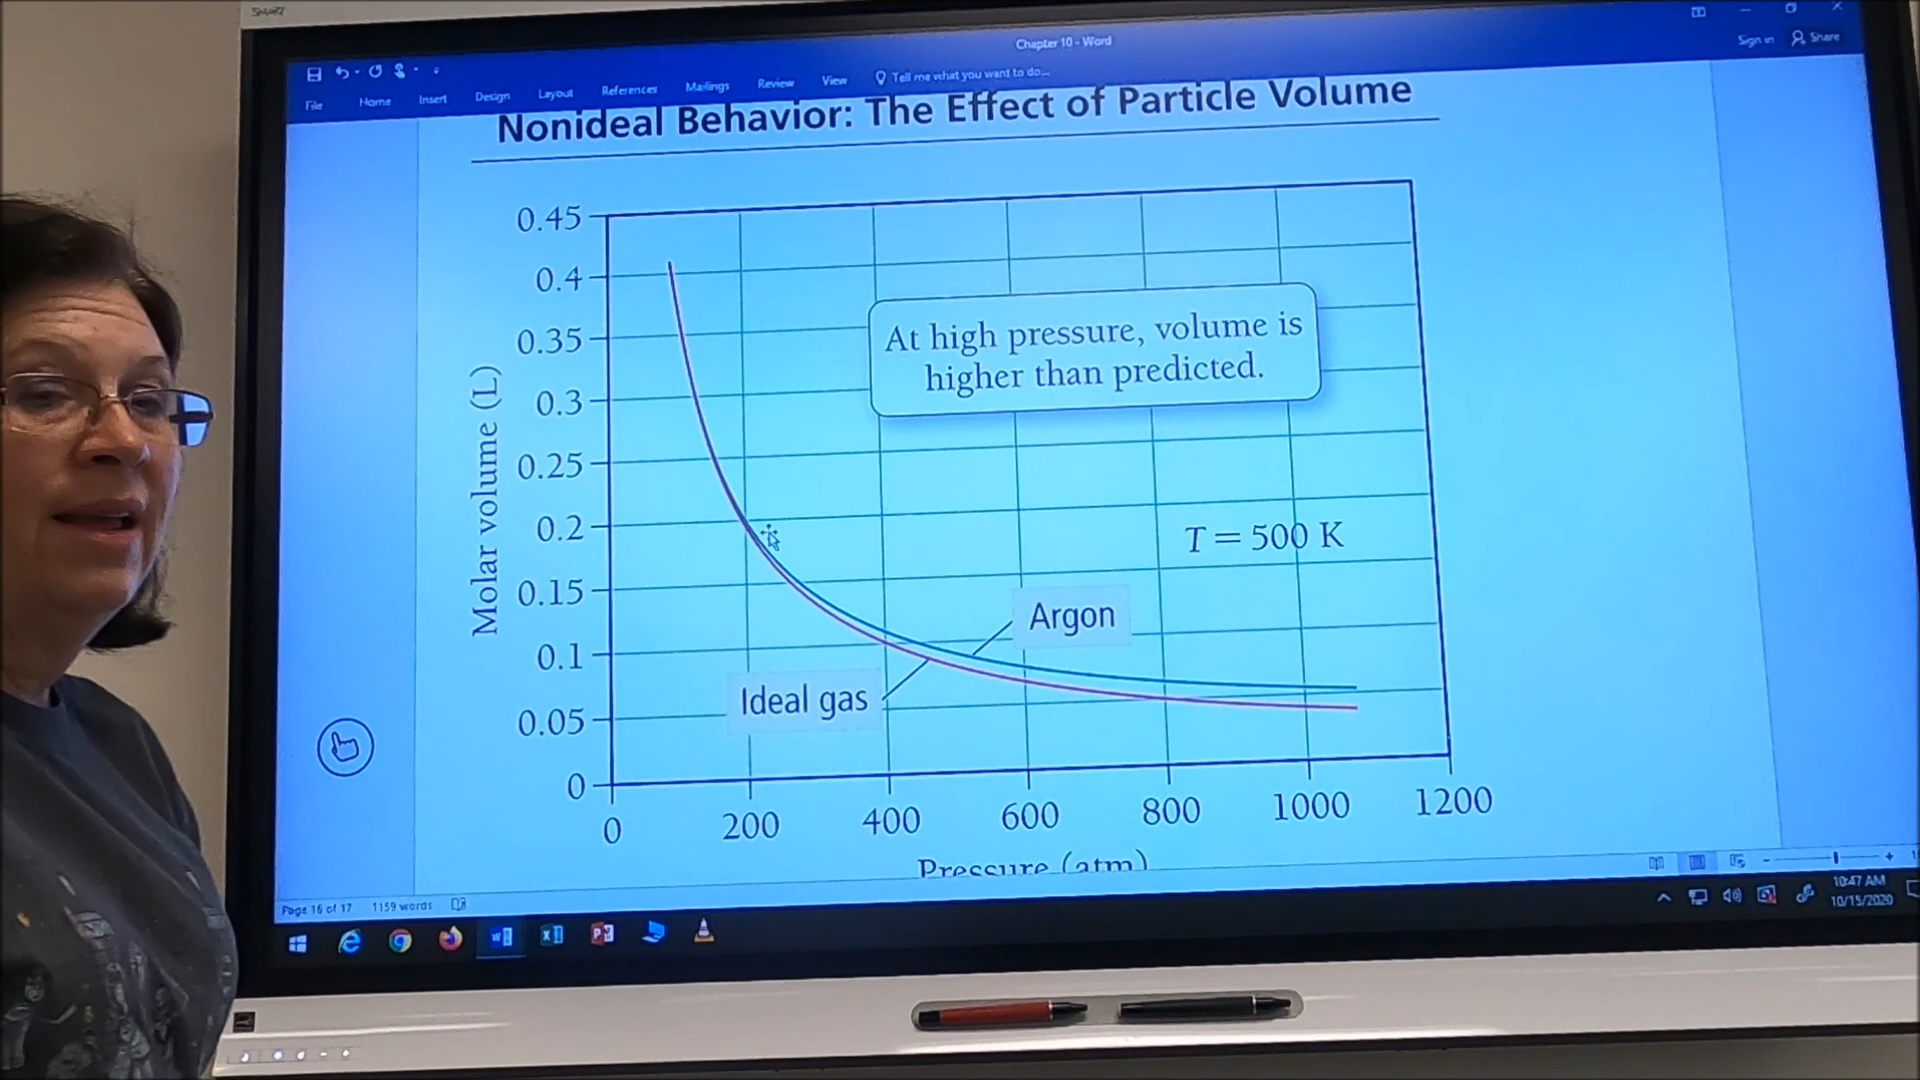 SMART
Chapter 10 - Word
Sign in Share
File Home Insert Design Layout References Mailings Review View Tell me what you want to do...
Nonideal Behavior: The Effect of Particle Volume
0.45
0.4
0.35
0.3
0.25
0.2
0.15
0.1
0.05
0
Molar volume (L)
At high pressure, volume is
higher than predicted.
T = 500 K
Argon
Ideal gas
0 200 400 600 800 1000 1200
Pressure (atm)
Page 16 of 17 1159 words
10:47 AM
10/15/2020